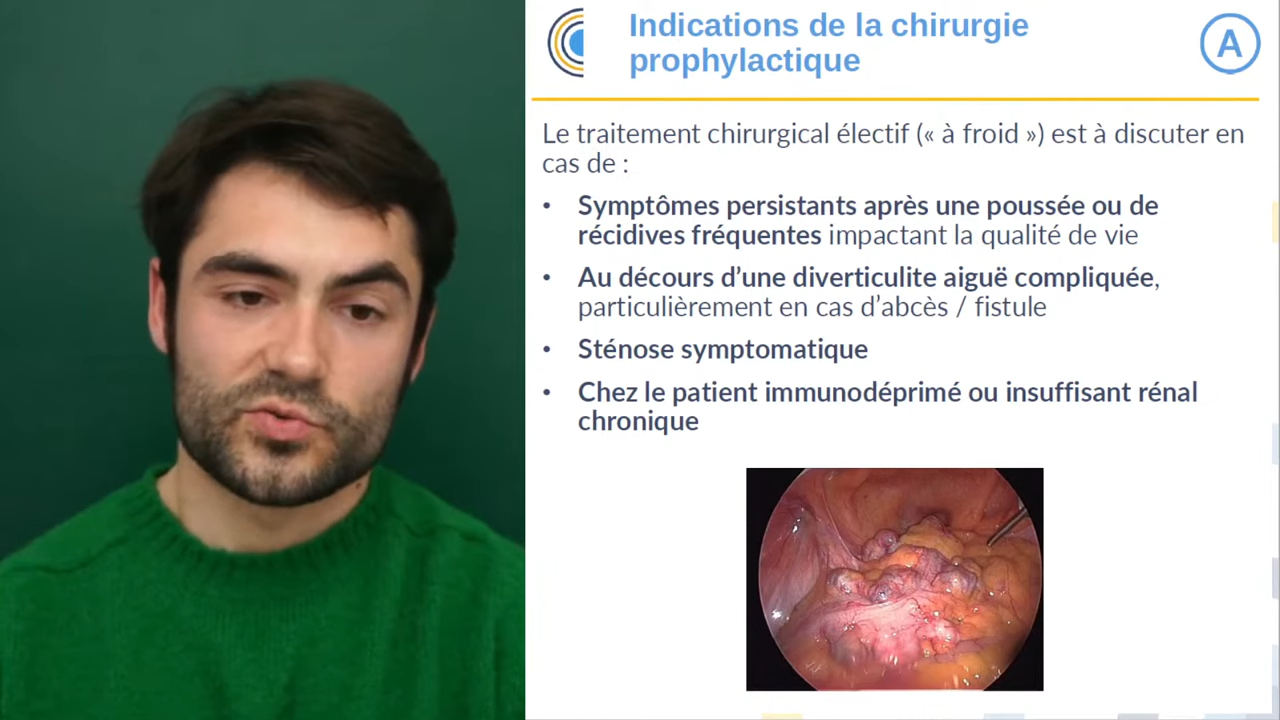 Indications de la chirurgie
prophylactique
A
Le traitement chirurgical électif (« à froid ») est à discuter en
cas de :
• Symptômes persistants après une poussée ou de
récidives fréquentes impactant la qualité de vie
• Au décours d’une diverticulite aiguë compliquée,
particulièrement en cas d’abcès / fistule
• Sténose symptomatique
• Chez le patient immunodéprimé ou insuffisant rénal
chronique